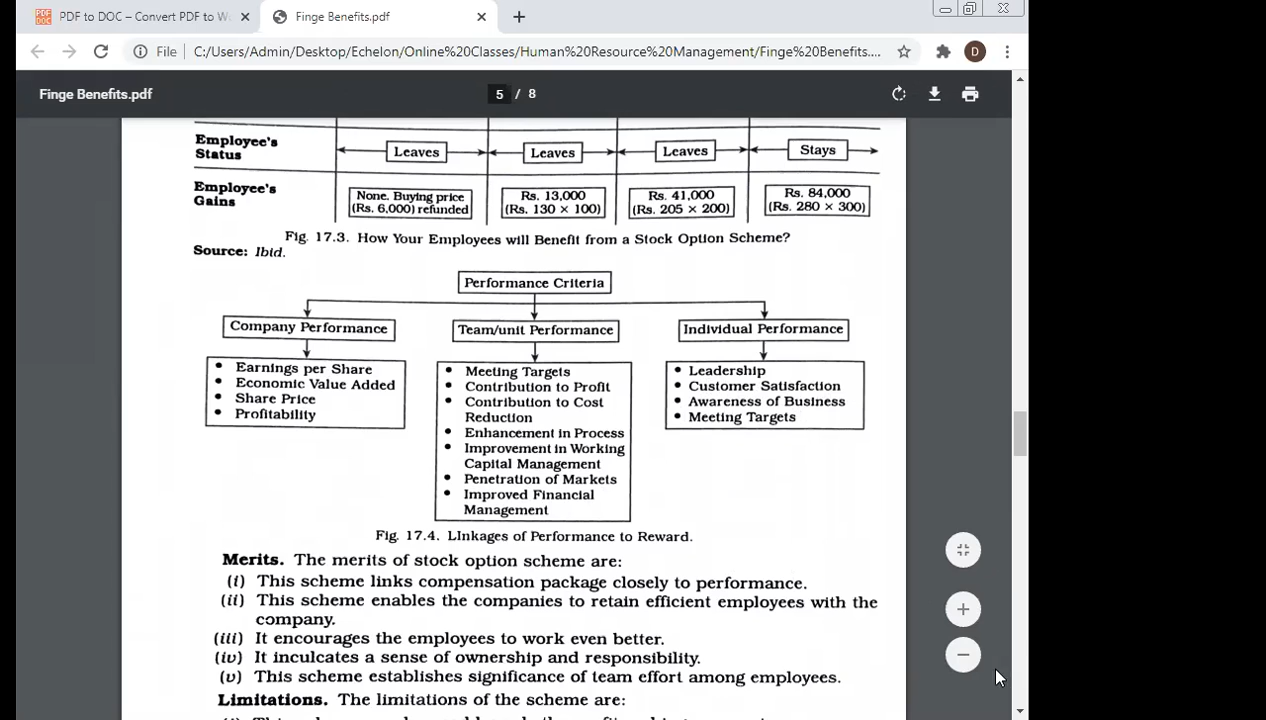 PDF to DOC – Convert PDF to W
Finge Benefits.pdf
File C:/Users/Admin/Desktop/Echelon/Online%20Classes/Human%20Resource%20Management/Finge%20Benefits....
D
Finge Benefits.pdf
5 / 8
Employee's Status
Leaves Leaves Leaves Stays
Employee's Gains
None. Buying price (Rs. 6,000) refunded
Rs. 13,000 (Rs. 130 × 100)
Rs. 41,000 (Rs. 205 × 200)
Rs. 84,000 (Rs. 280 × 300)
Fig. 17.3. How Your Employees will Benefit from a Stock Option Scheme?
Source: Ibid.
Performance Criteria
Company Performance
• Earnings per Share
• Economic Value Added
• Share Price
• Profitability
Team/unit Performance
• Meeting Targets
• Contribution to Profit
• Contribution to Cost
Reduction
• Enhancement in Process
• Improvement in Working
Capital Management
• Penetration of Markets
• Improved Financial
Management
Individual Performance
• Leadership
• Customer Satisfaction
• Awareness of Business
• Meeting Targets
Fig. 17.4. LInkages of Performance to Reward.
Merits. The merits of stock option scheme are:
(i) This scheme links compensation package closely to performance.
(ii) This scheme enables the companies to retain efficient employees with the
company.
(iii) It encourages the employees to work even better.
(iv) It inculcates a sense of ownership and responsibility.
(v) This scheme establishes significance of team effort among employees.
Limitations. The limitations of the scheme are: